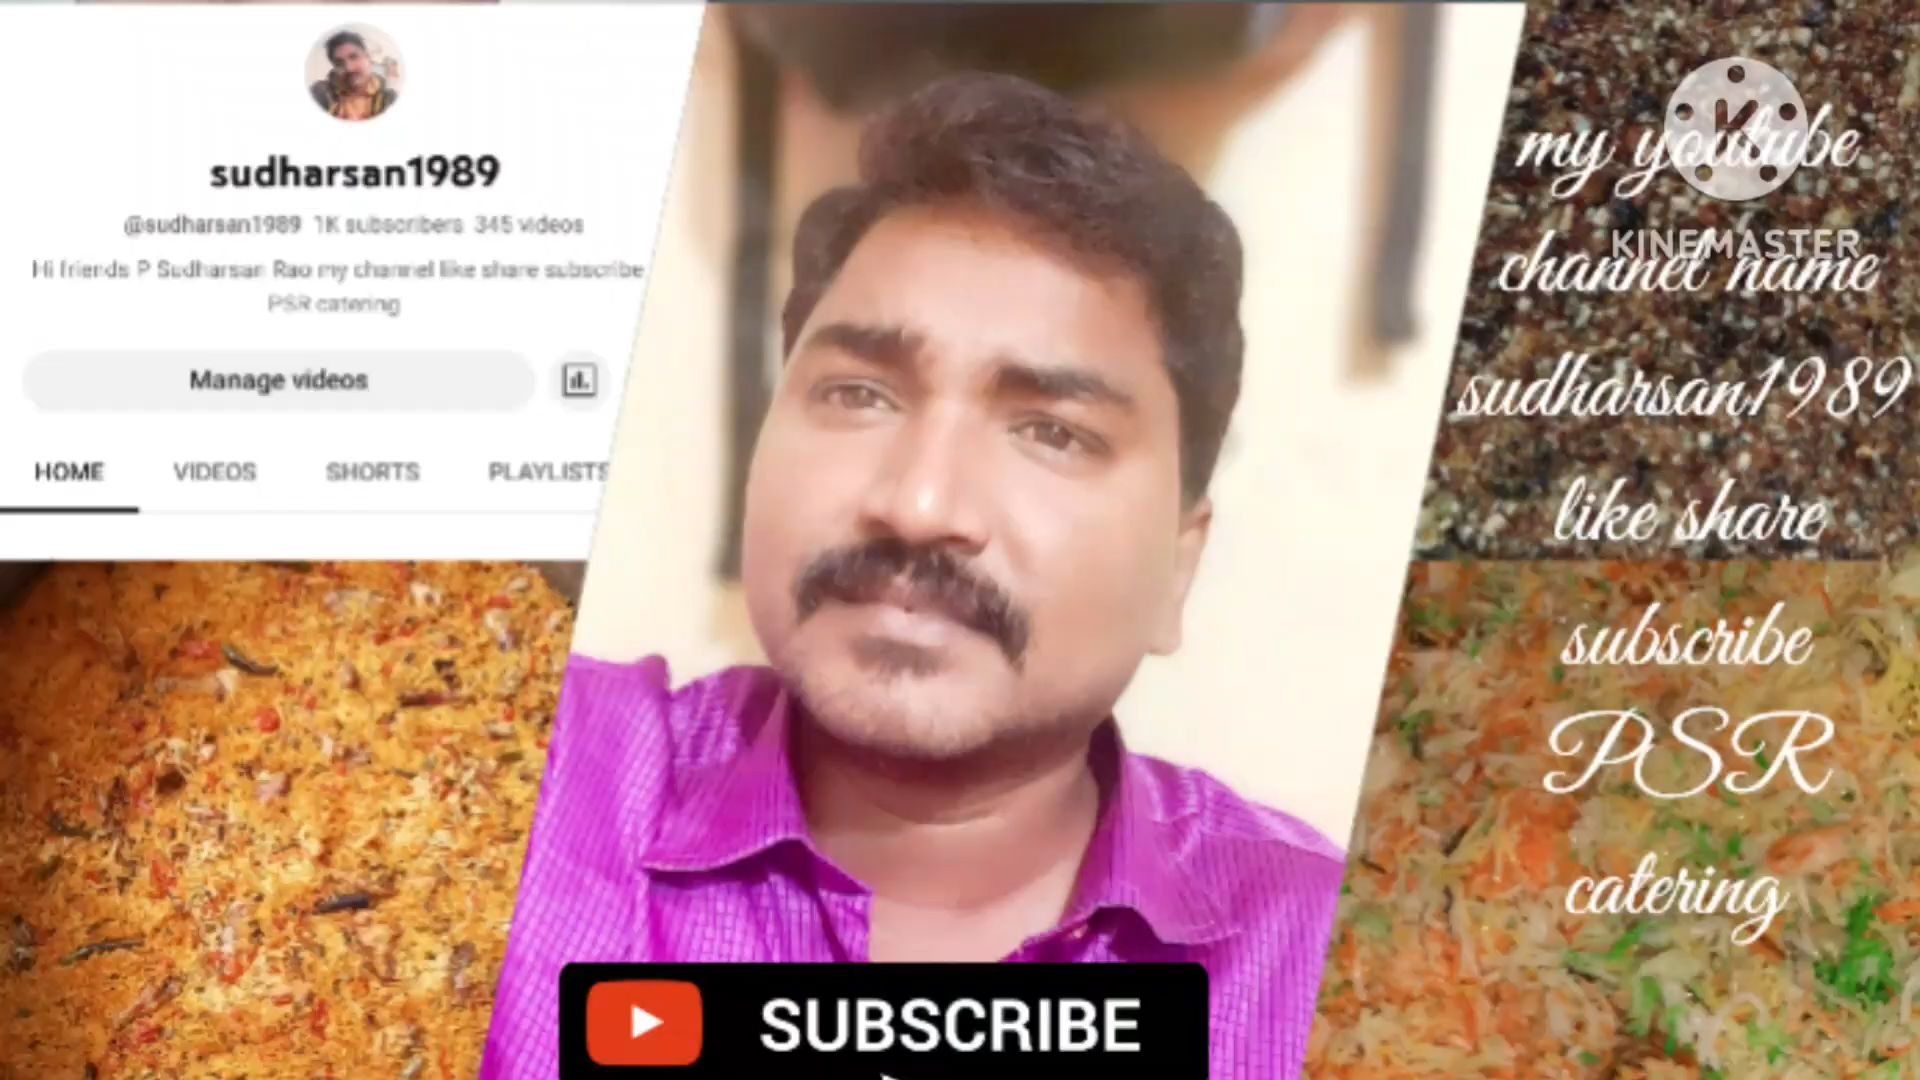 sudharsan1989
@sudharsan1989 1K subscribers 345 videos
Hi friends P Sudharsan Rao my channel like share subscribe
PSR catering
Manage videos
HOME VIDEOS SHORTS PLAYLISTS
my youtube
channel name
sudharsan1989
like share
subscribe
PSR
catering
K
KINEMASTER
SUBSCRIBE